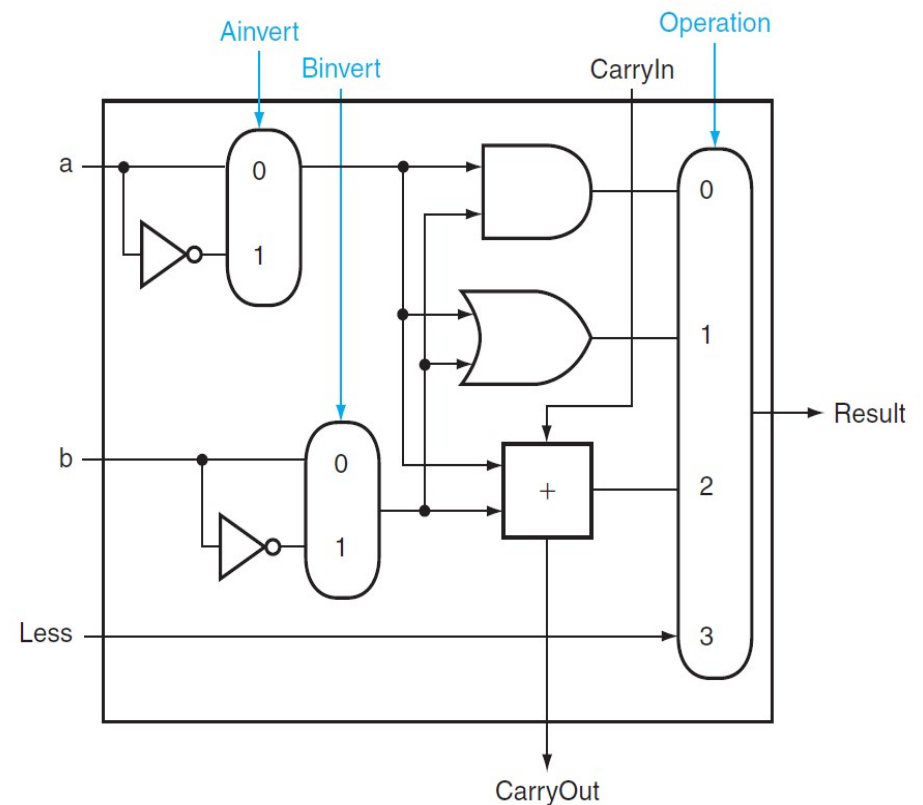 Ainvert
Binvert
Operation
CarryIn
a
0
1
0
1
b
0
1
+
2
Result
Less
3
CarryOut